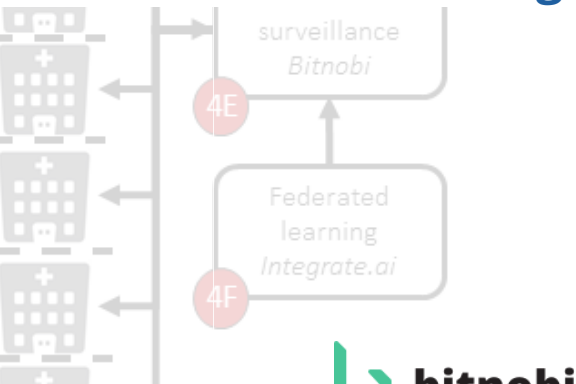 surveillance
Bitnobi
4E
Federated
learning
Integrate.ai
4F
bitnobi